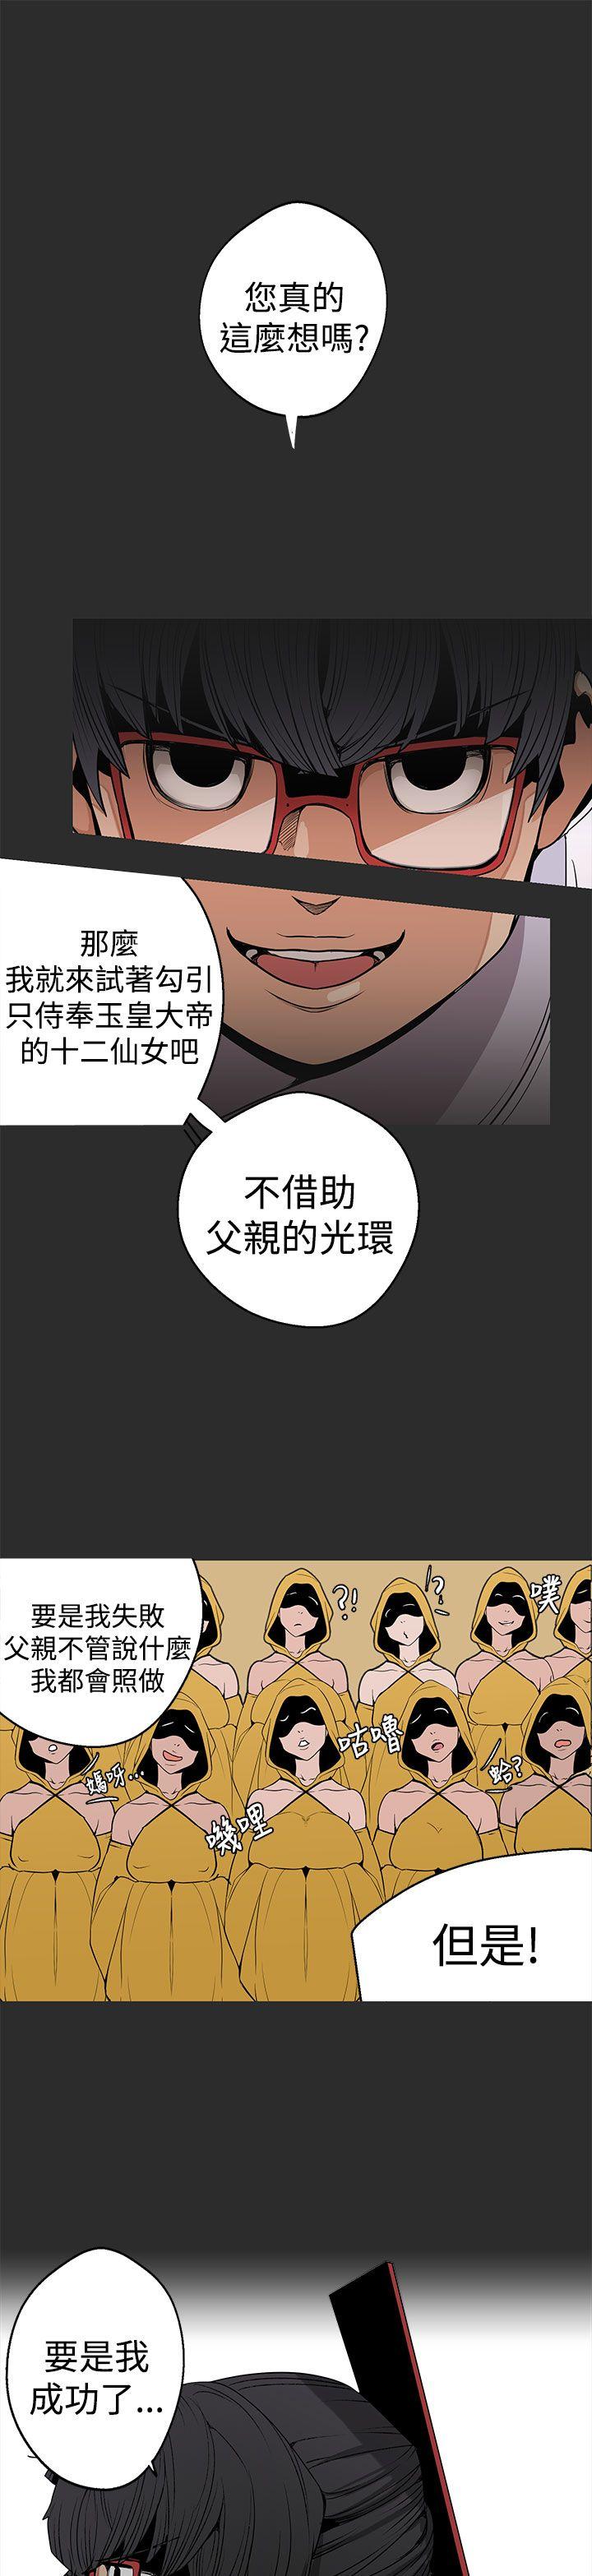 您真的
這麼想嗎?
那麼
我就來試著勾引
只侍奉玉皇大帝
的十二仙女吧
不借助
父親的光環
要是我失敗
父親不管說什麼
我都會照做
?!
?
噗
咕嚕
媽呀...
蛤?
嘰哩
但是!
要是我
成功了...